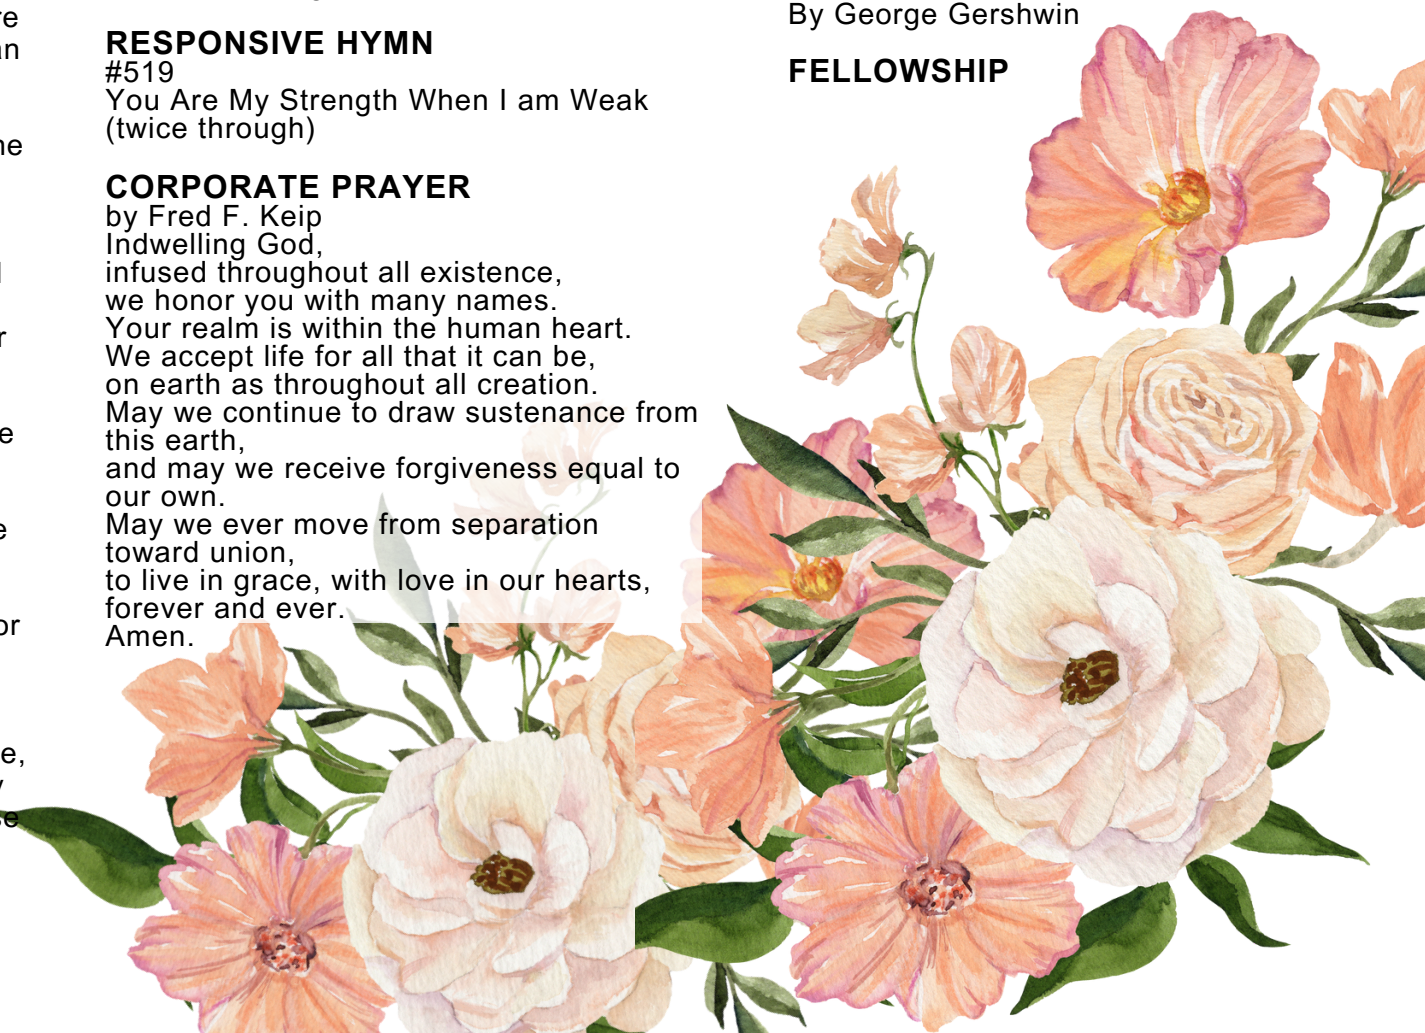 RESPONSIVE HYMN
#519
You Are My Strength When I am Weak
(twice through)
CORPORATE PRAYER
by Fred F. Keip
Indwelling God,
infused throughout all existence,
we honor you with many names.
Your realm is within the human heart.
We accept life for all that it can be,
on earth as throughout all creation.
May we continue to draw sustenance from
this earth,
and may we receive forgiveness equal to
our own.
May we ever move from separation
toward union,
to live in grace, with love in our hearts,
forever and ever.
Amen.
By George Gershwin
FELLOWSHIP